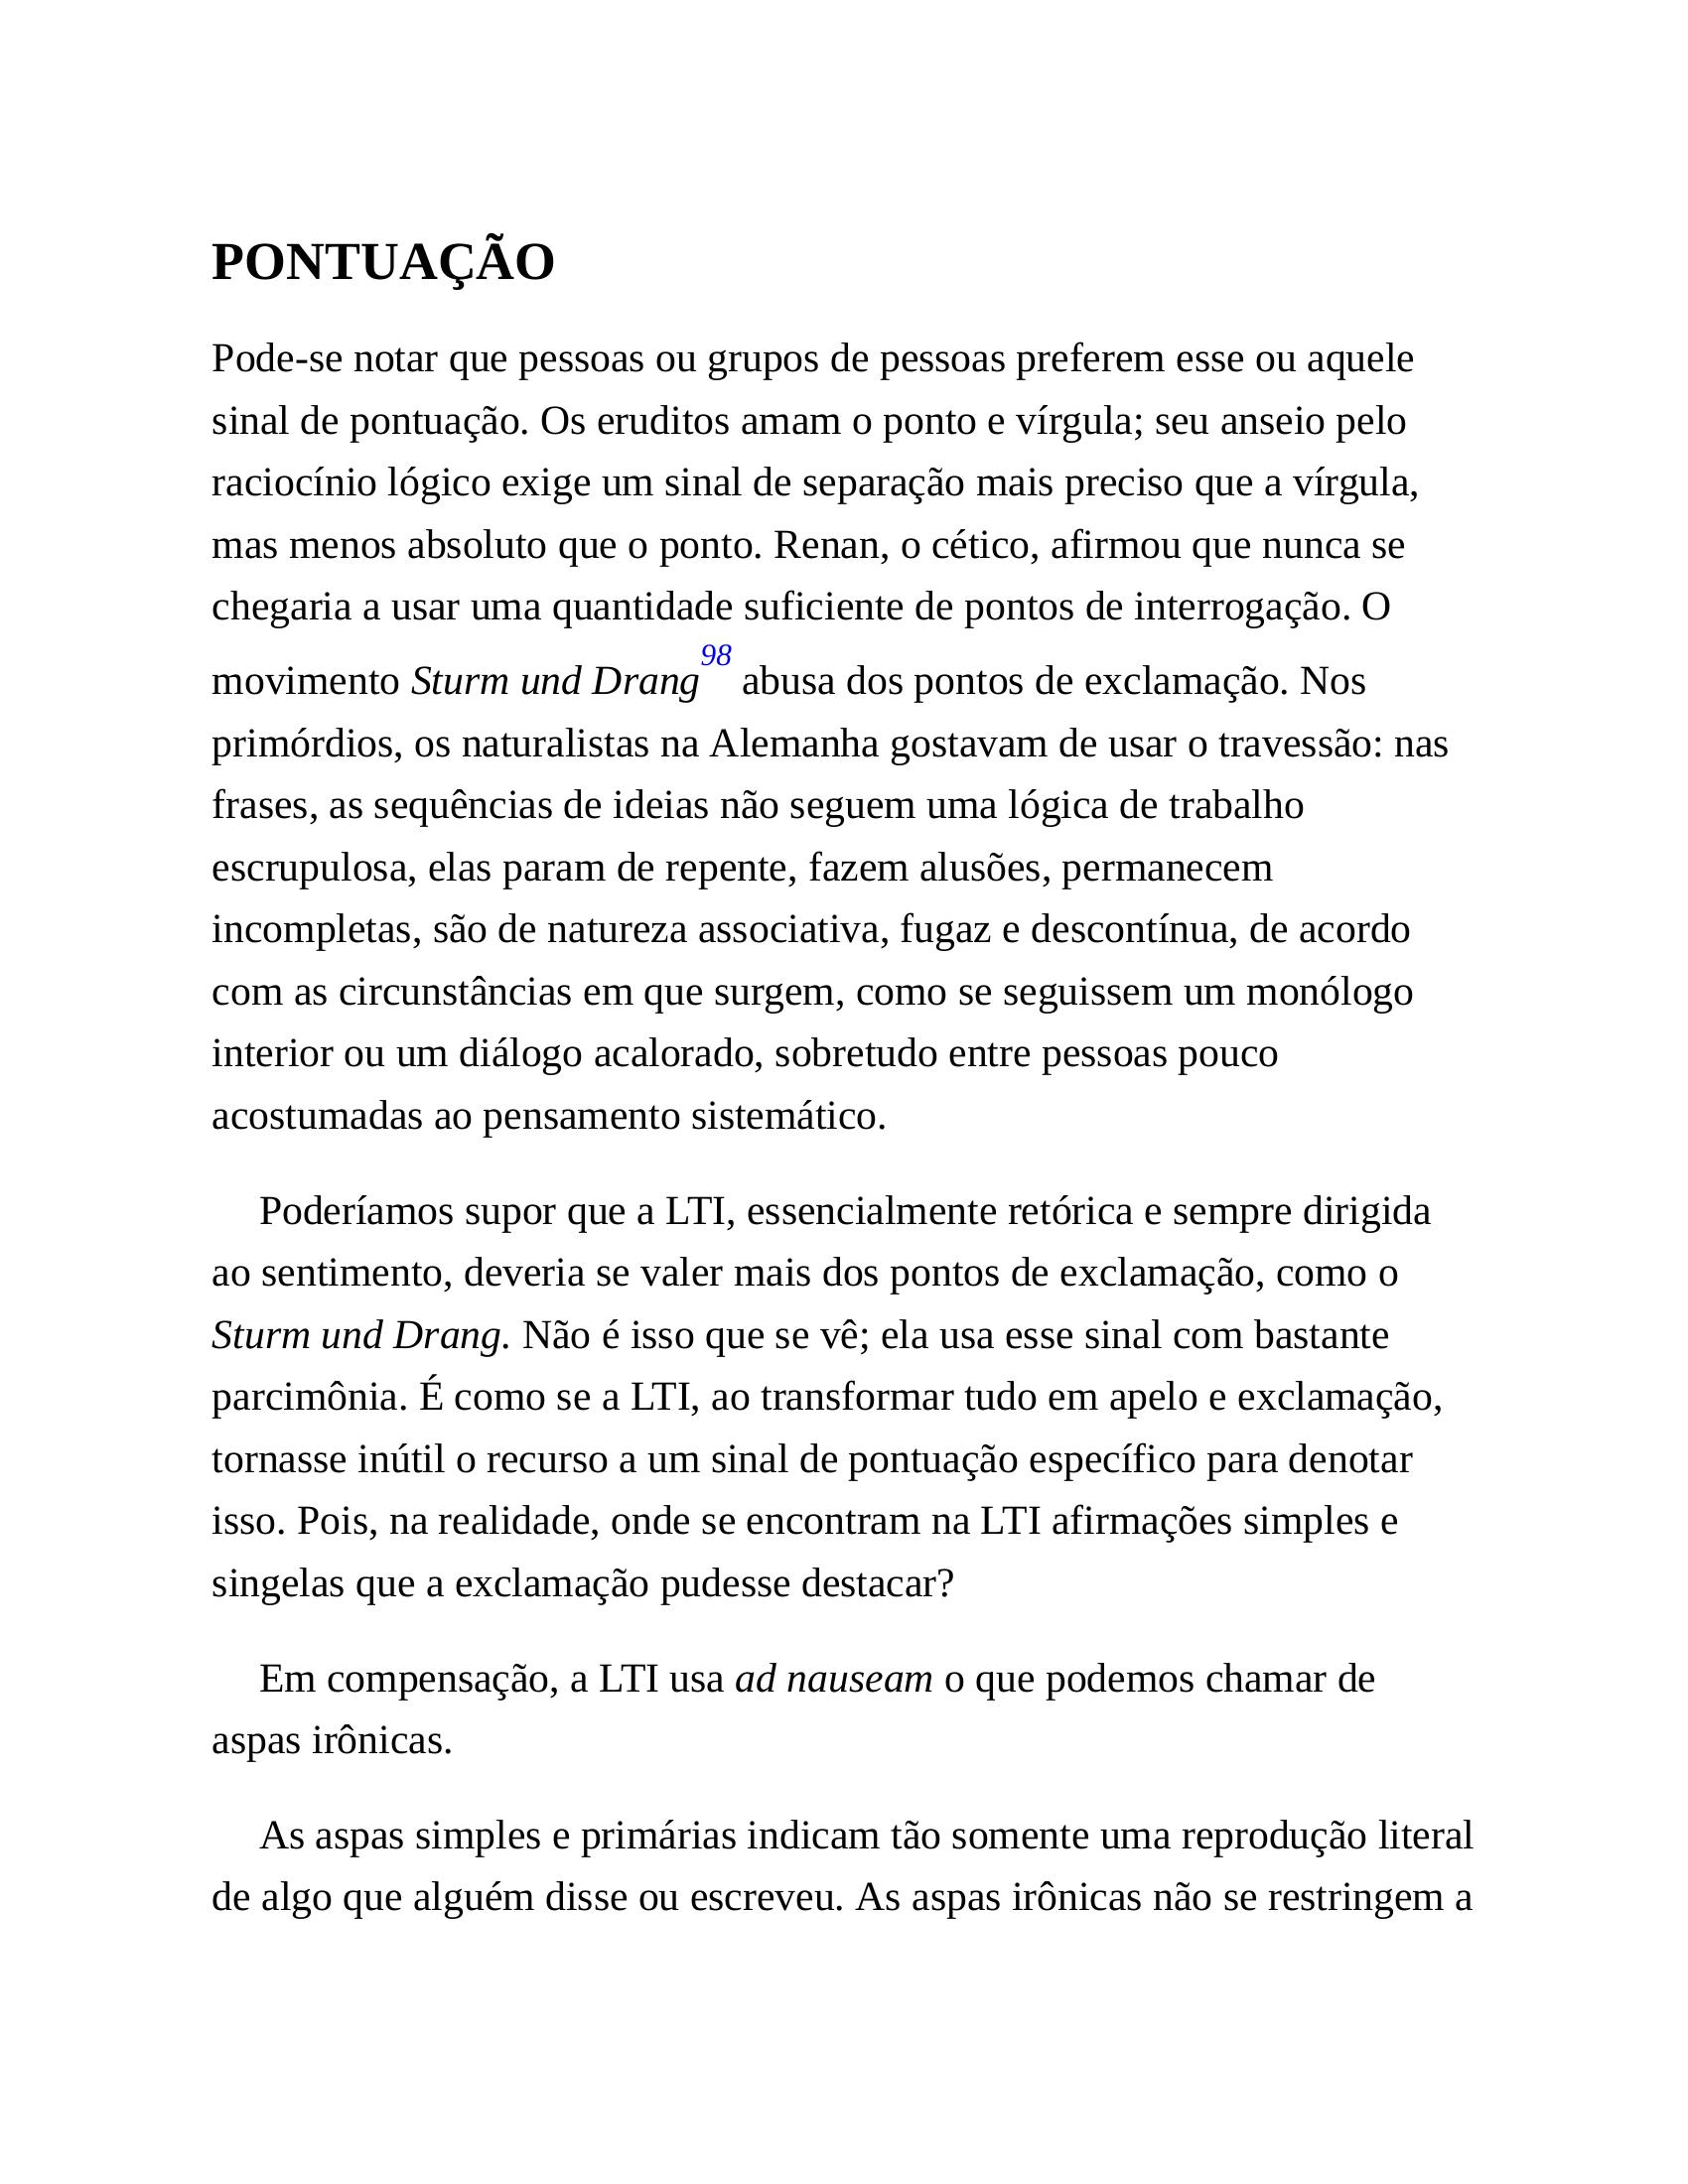 PONTUAÇÃO
Pode-se notar que pessoas ou grupos de pessoas preferem esse ou aquele
sinal de pontuação. Os eruditos amam o ponto e vírgula; seu anseio pelo
raciocínio lógico exige um sinal de separação mais preciso que a vírgula,
mas menos absoluto que o ponto. Renan, o cético, afirmou que nunca se
chegaria a usar uma quantidade suficiente de pontos de interrogação. O
movimento Sturm und Drang98 abusa dos pontos de exclamação. Nos
primórdios, os naturalistas na Alemanha gostavam de usar o travessão: nas
frases, as sequências de ideias não seguem uma lógica de trabalho
escrupulosa, elas param de repente, fazem alusões, permanecem
incompletas, são de natureza associativa, fugaz e descontínua, de acordo
com as circunstâncias em que surgem, como se seguissem um monólogo
interior ou um diálogo acalorado, sobretudo entre pessoas pouco
acostumadas ao pensamento sistemático.
Poderíamos supor que a LTI, essencialmente retórica e sempre dirigida
ao sentimento, deveria se valer mais dos pontos de exclamação, como o
Sturm und Drang. Não é isso que se vê; ela usa esse sinal com bastante
parcimônia. É como se a LTI, ao transformar tudo em apelo e exclamação,
tornasse inútil o recurso a um sinal de pontuação específico para denotar
isso. Pois, na realidade, onde se encontram na LTI afirmações simples e
singelas que a exclamação pudesse destacar?
Em compensação, a LTI usa ad nauseam o que podemos chamar de
aspas irônicas.
As aspas simples e primárias indicam tão somente uma reprodução literal
de algo que alguém disse ou escreveu. As aspas irônicas não se restringem a